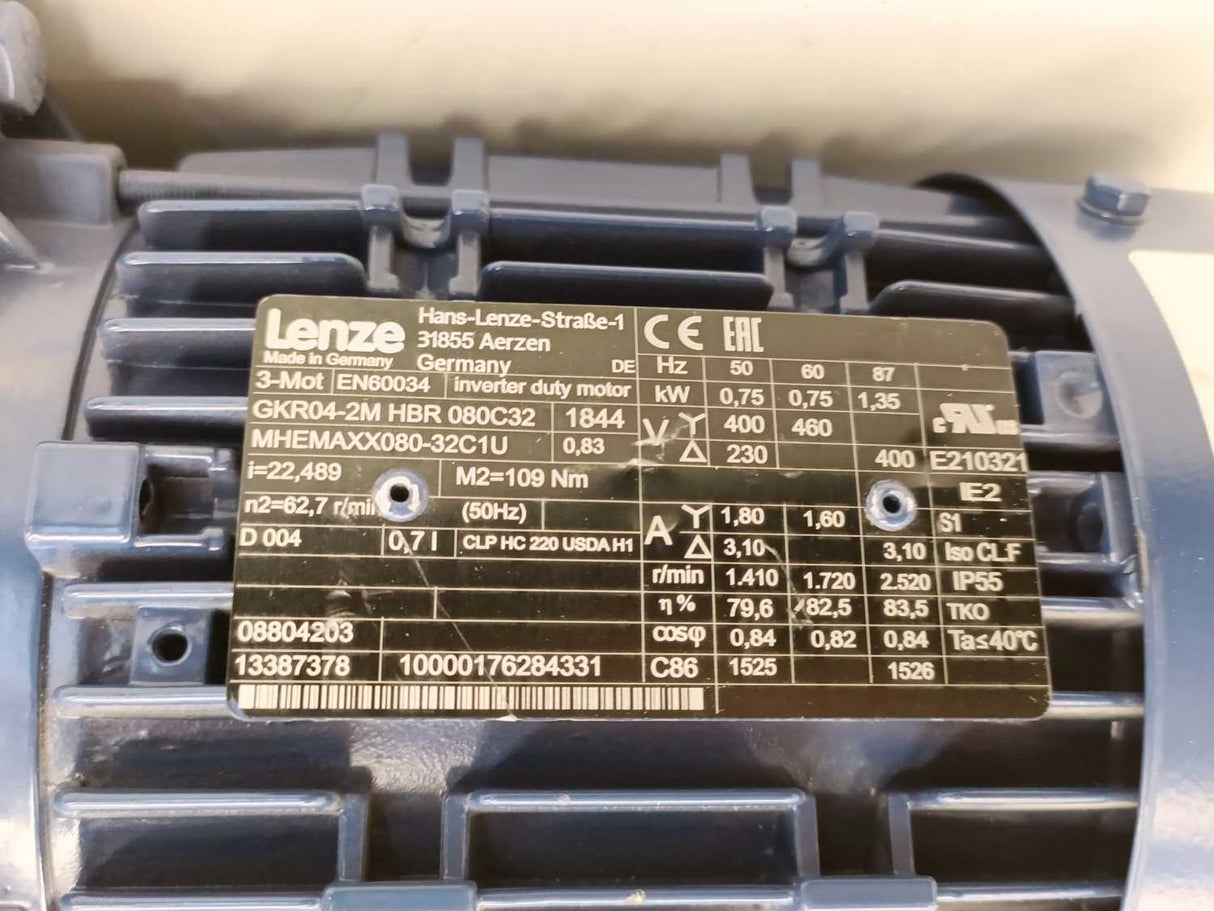 Lenze Hans-Lenze-Straße-1 CE EAC
31855 Aerzen
Made in Germany Germany DE Hz 50 60 87
3-Mot EN60034 inverter duty motor kW 0,75 0,75 1,35
GKR04-2M HBR 080C32 1844 V Y 400 460 c RU us
MHEMAXX080-32C1U 0,83 Δ 230 400 E210321
i=22,489 M2=109 Nm IE2
n2=62,7 r/min (50Hz) A Y 1,80 1,60 S1
D 004 0,7 l CLP HC 220 USDA H1 Δ 3,10 3,10 Iso CL.F
r/min 1.410 1.720 2.520 IP55
η % 79,6 82,5 83,5 TKO
08804203 cosφ 0,84 0,82 0,84 Ta≤40°C
13387378 10000176284331 C86 1525 1526